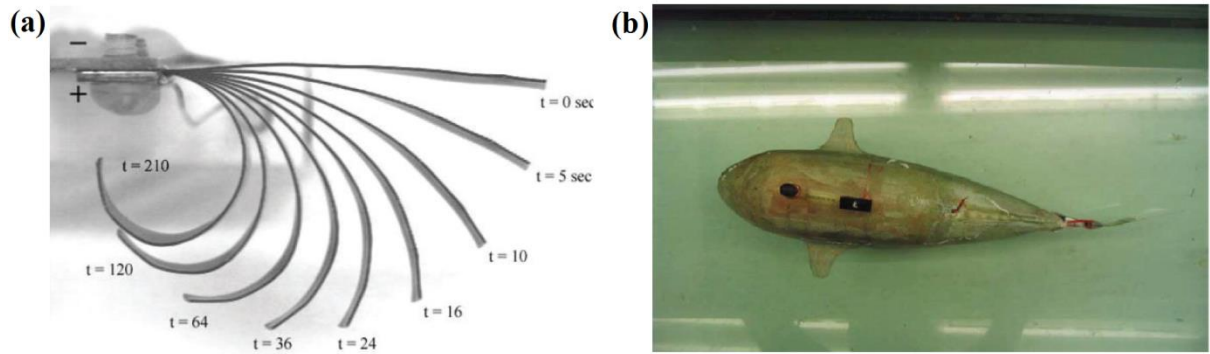 (a)
(b)
−
+
t = 0 sec
t = 5 sec
t = 10
t = 16
t = 24
t = 36
t = 64
t = 120
t = 210